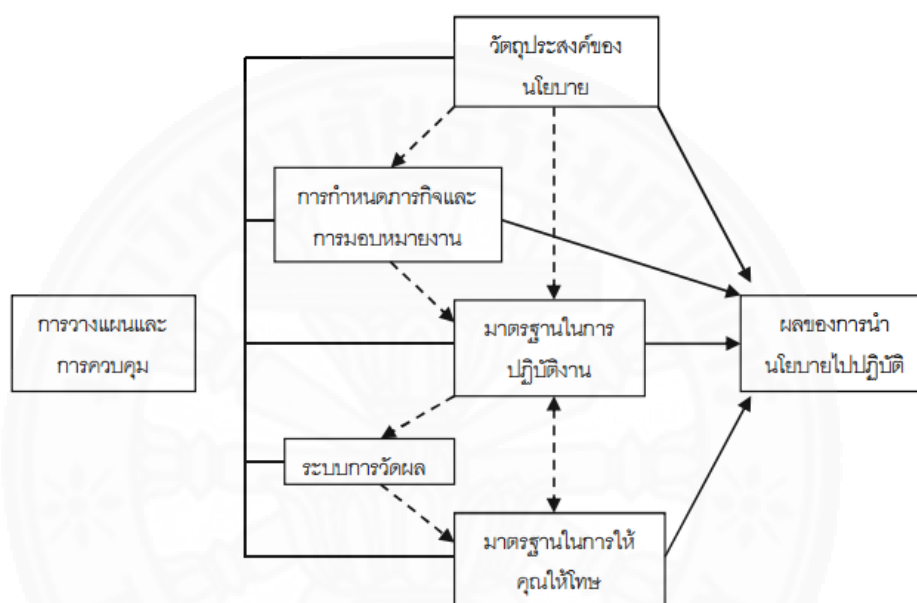 วัตถุประสงค์ของ
นโยบาย
การกำหนดภารกิจและ
การมอบหมายงาน
การวางแผนและ
การควบคุม
มาตรฐานในการ
ปฏิบัติงาน
ผลของการนำ
นโยบายไปปฏิบัติ
ระบบการวัดผล
มาตรฐานในการให้
คุณให้โทษ